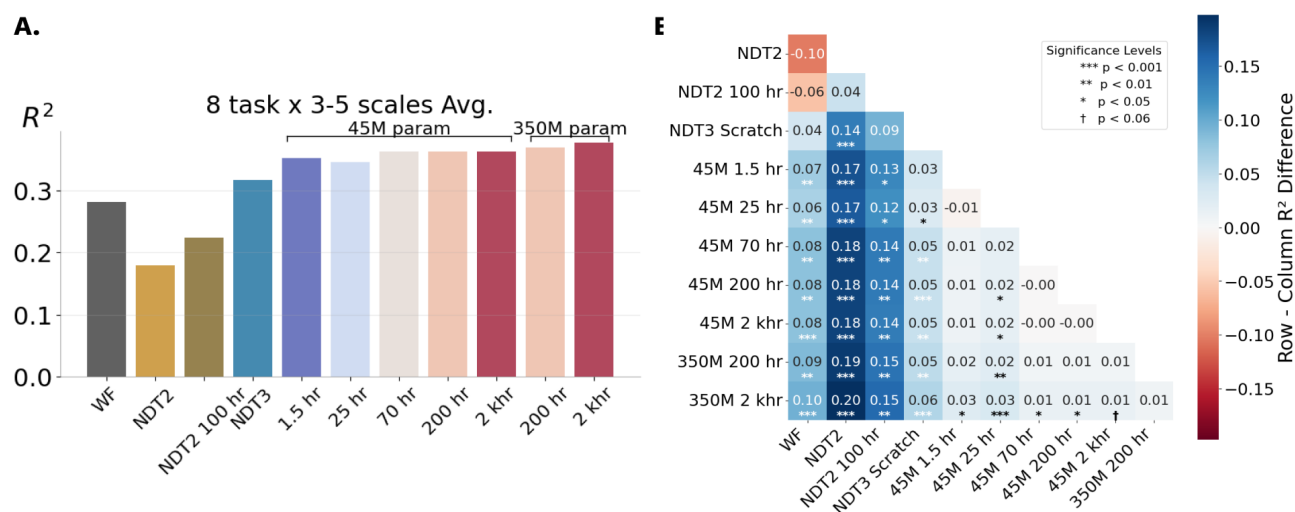 A.
8 task x 3-5 scales Avg.
R²
45M param
350M param
0.3
0.2
0.1
0.0
WF
NDT2
NDT2 100 hr
NDT3
1.5 hr
25 hr
70 hr
200 hr
2 khr
200 hr
2 khr
E
Significance Levels
*** p < 0.001
** p < 0.01
* p < 0.05
† p < 0.06
NDT2 -0.10
NDT2 100 hr -0.06 0.04
NDT3 Scratch 0.04 0.14 0.09
***
45M 1.5 hr 0.07 0.17 0.13 0.03
** *** *
45M 25 hr 0.06 0.17 0.12 0.03 -0.01
** *** * *
45M 70 hr 0.08 0.18 0.14 0.05 0.01 0.02
** *** ** **
45M 200 hr 0.08 0.18 0.14 0.05 0.01 0.02 -0.00
** *** ** *** *
45M 2 khr 0.08 0.18 0.14 0.05 0.01 0.02 -0.00 -0.00
*** *** ** ** *
350M 200 hr 0.09 0.19 0.15 0.05 0.02 0.02 0.01 0.01 0.01
** *** ** ** **
350M 2 khr 0.10 0.20 0.15 0.06 0.03 0.03 0.01 0.01 0.01 0.01
*** *** ** *** * *** * * †
WF
NDT2
NDT2 100 hr
NDT3 Scratch
45M 1.5 hr
45M 25 hr
45M 70 hr
45M 200 hr
45M 2 khr
350M 200 hr
0.15
0.10
0.05
0.00
−0.05
−0.10
−0.15
Row - Column R² Difference